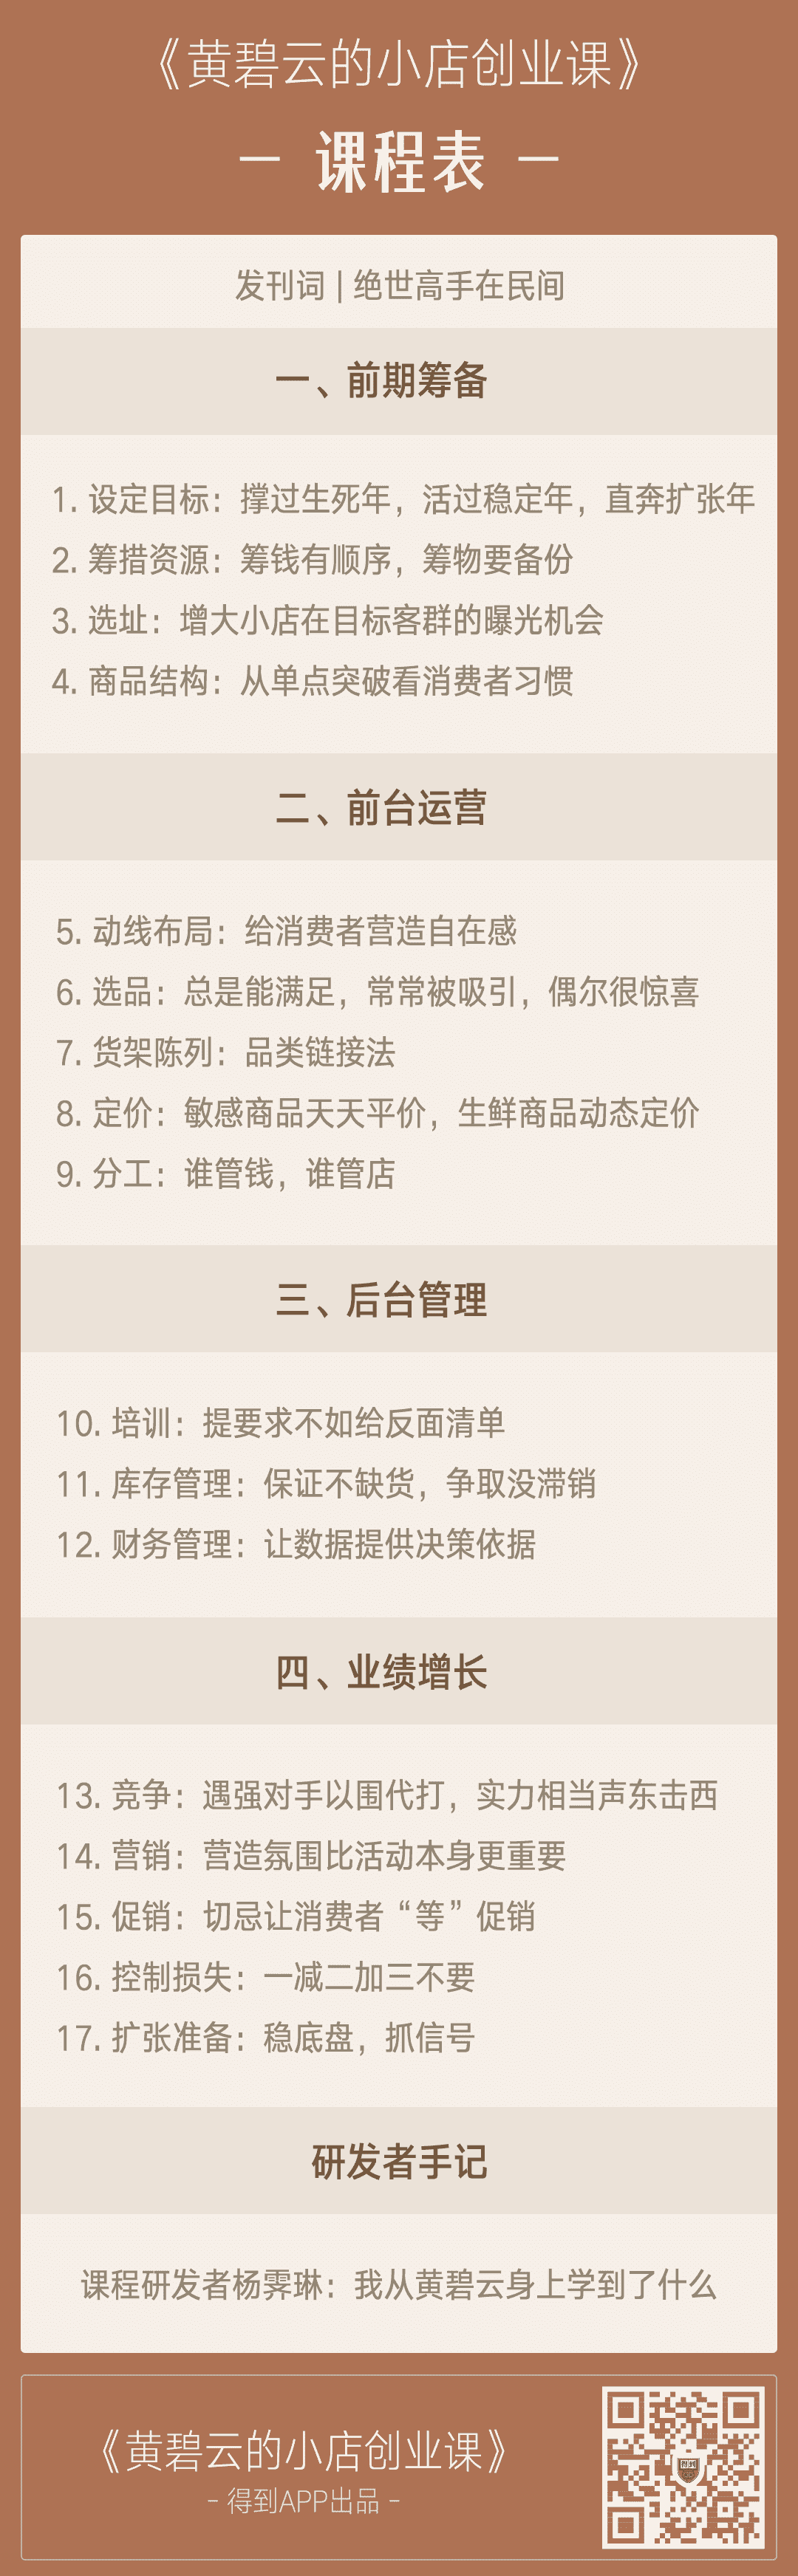 《黄碧云的小店创业课》
— 课程表 —
发刊词 | 绝世高手在民间
一、前期筹备
1. 设定目标：撑过生死年，活过稳定年，直奔扩张年
2. 筹措资源：筹钱有顺序，筹物要备份
3. 选址：增大小店在目标客群的曝光机会
4. 商品结构：从单点突破看消费者习惯
二、前台运营
5. 动线布局：给消费者营造自在感
6. 选品：总是能满足，常常被吸引，偶尔很惊喜
7. 货架陈列：品类链接法
8. 定价：敏感商品天天平价，生鲜商品动态定价
9. 分工：谁管钱，谁管店
三、后台管理
10. 培训：提要求不如给反面清单
11. 库存管理：保证不缺货，争取没滞销
12. 财务管理：让数据提供决策依据
四、业绩增长
13. 竞争：遇强对手以围代打，实力相当声东击西
14. 营销：营造氛围比活动本身更重要
15. 促销：切忌让消费者“等”促销
16. 控制损失：一减二加三不要
17. 扩张准备：稳底盘，抓信号
研发者手记
课程研发者杨霁琳：我从黄碧云身上学到了什么
《黄碧云的小店创业课》
- 得到APP出品 -